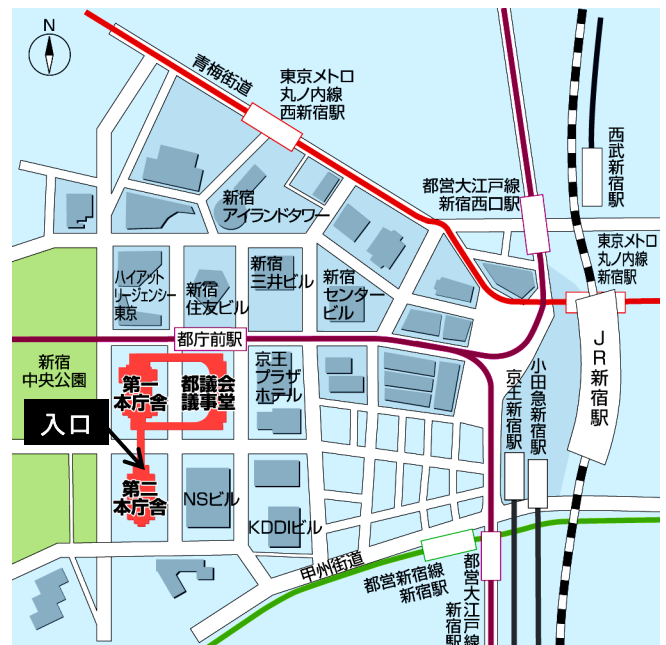 N
青梅街道
東京メトロ
丸ノ内線
西新宿駅
西武新宿駅
都営大江戸線
新宿西口駅
新宿
アイランドタワー
東京メトロ
丸ノ内線
新宿駅
ハイアット
リージェンシー
東京
新宿
住友ビル
新宿
三井ビル
新宿
センター
ビル
都庁前駅
JR新宿駅
新宿
中央公園
第一
本庁舎
都議会
議事堂
京王
プラザ
ホテル
小田急新宿駅
京王新宿駅
入口
第二
本庁舎
NSビル
KDDIビル
甲州街道
都営新宿線
新宿駅
都営大江戸線
新宿駅